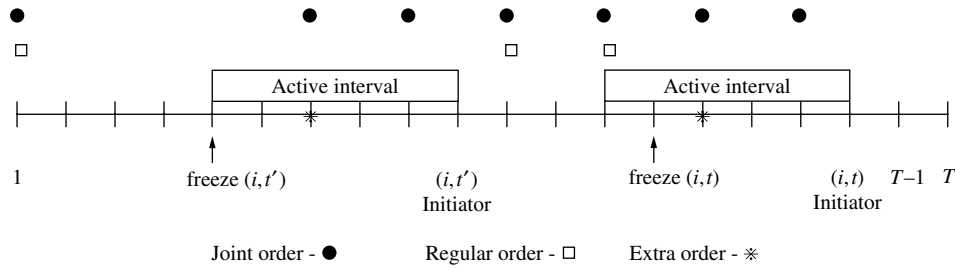 Active interval Active interval
1 freeze (i, t′) (i, t′) freeze (i, t) (i, t) T–1 T
Initiator Initiator
Joint order - Regular order - Extra order -